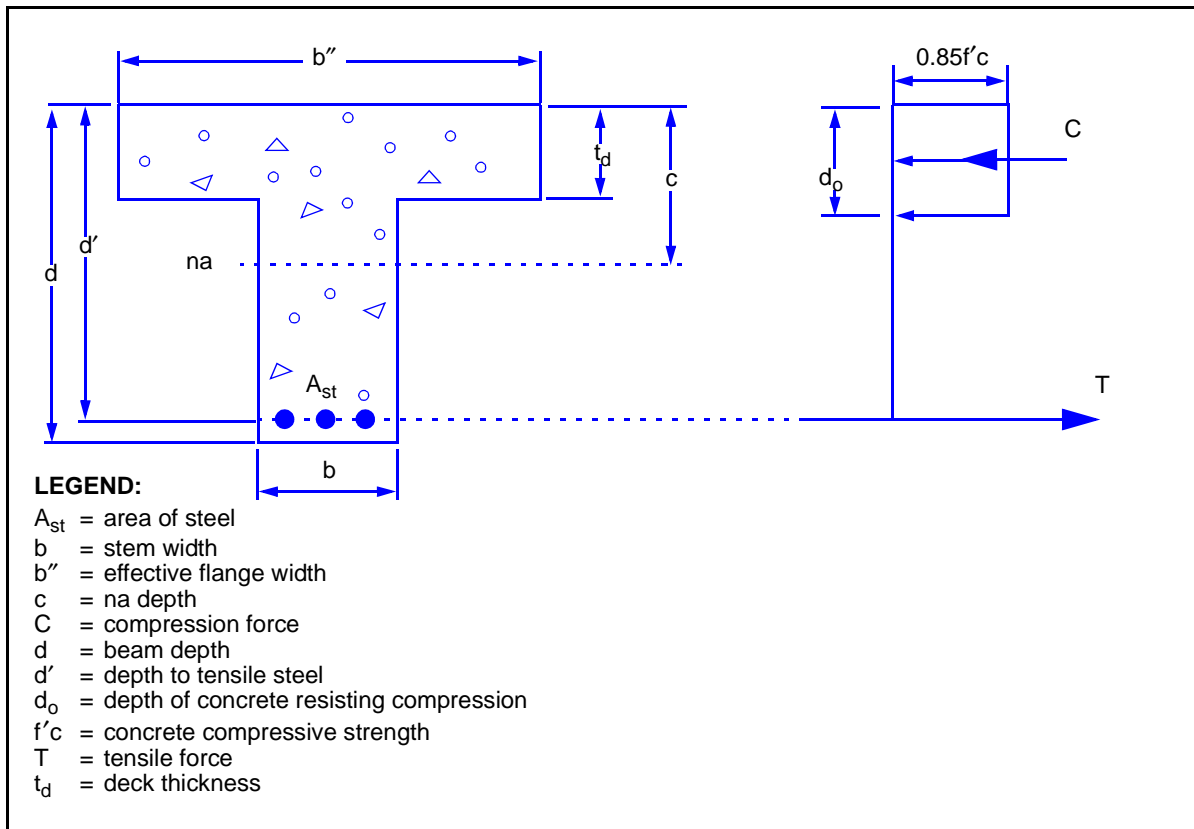 b″
0.85f′c
C
t_d
c
d_o
d′
d
na
A_st
T
b
LEGEND:
A_st = area of steel
b = stem width
b″ = effective flange width
c = na depth
C = compression force
d = beam depth
d′ = depth to tensile steel
d_o = depth of concrete resisting compression
f′c = concrete compressive strength
T = tensile force
t_d = deck thickness